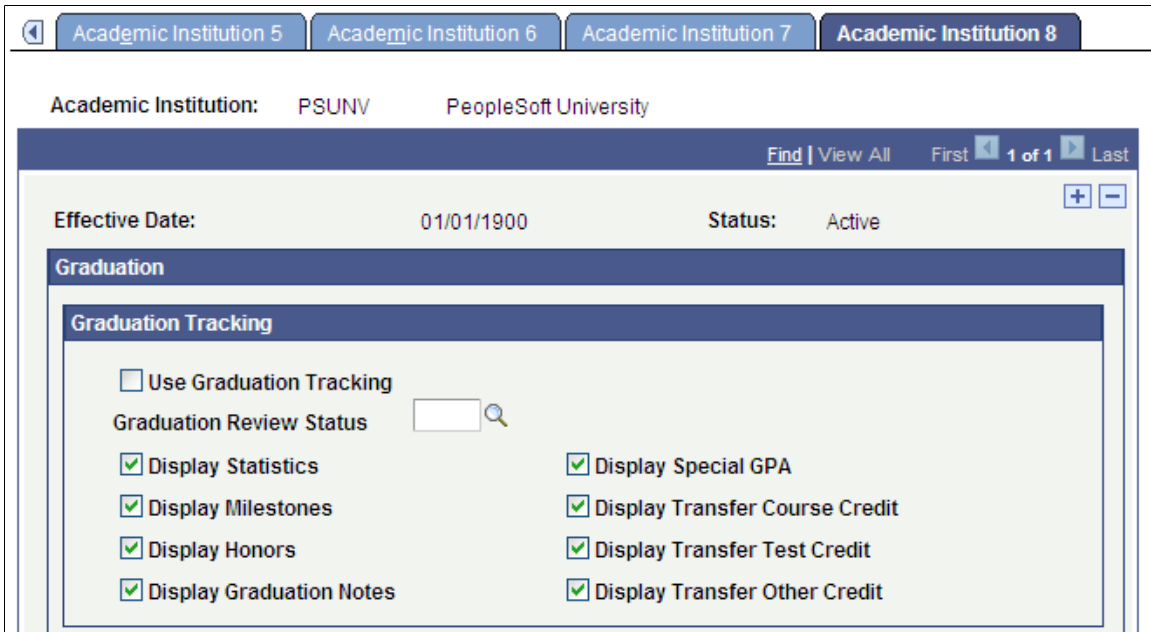 Academic Institution 5 Academic Institution 6 Academic Institution 7 Academic Institution 8
Academic Institution: PSUNV PeopleSoft University
Find | View All First 1 of 1 Last
Effective Date: 01/01/1900 Status: Active
Graduation
Graduation Tracking
Use Graduation Tracking
Graduation Review Status
Display Statistics Display Special GPA
Display Milestones Display Transfer Course Credit
Display Honors Display Transfer Test Credit
Display Graduation Notes Display Transfer Other Credit